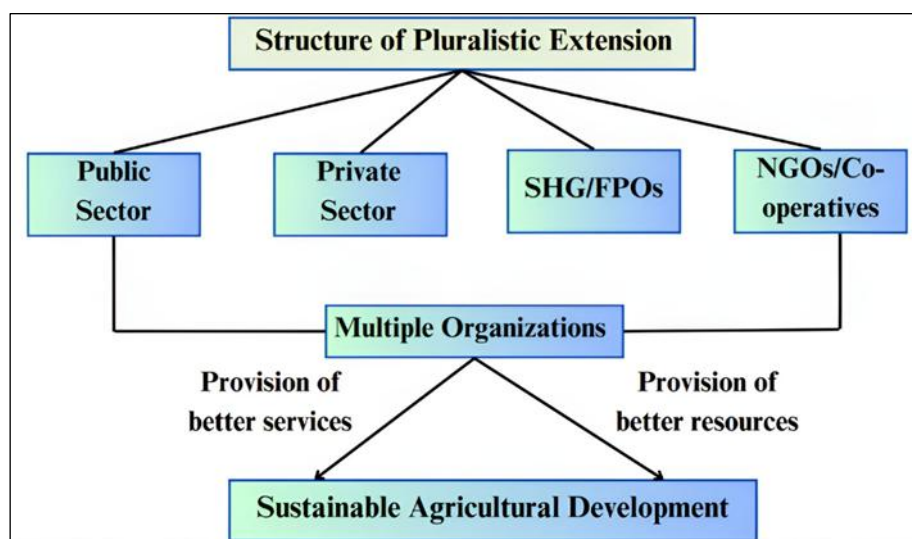 Structure of Pluralistic Extension
Public
Sector
Private
Sector
SHG/FPOs
NGOs/Co-
operatives
Multiple Organizations
Provision of
better services
Provision of
better resources
Sustainable Agricultural Development